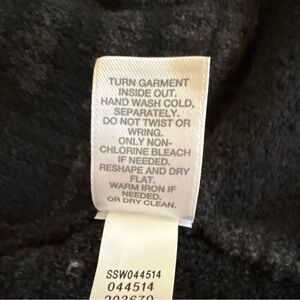 TURN GARMENT
INSIDE OUT.
HAND WASH COLD,
SEPARATELY.
DO NOT TWIST OR
WRING.
ONLY NON-
CHLORINE BLEACH
IF NEEDED.
RESHAPE AND DRY
FLAT.
WARM IRON IF
NEEDED.
OR DRY CLEAN.
SSW044514
044514
203670